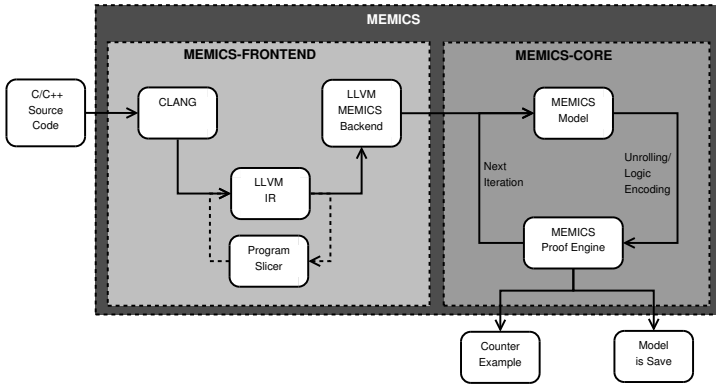 MEMICS
MEMICS-FRONTEND
MEMICS-CORE
C/C++
Source
Code
CLANG
LLVM
MEMICS
Backend
MEMICS
Model
LLVM
IR
Next
Iteration
Unrolling/
Logic
Encoding
Program
Slicer
MEMICS
Proof Engine
Counter
Example
Model
is Save